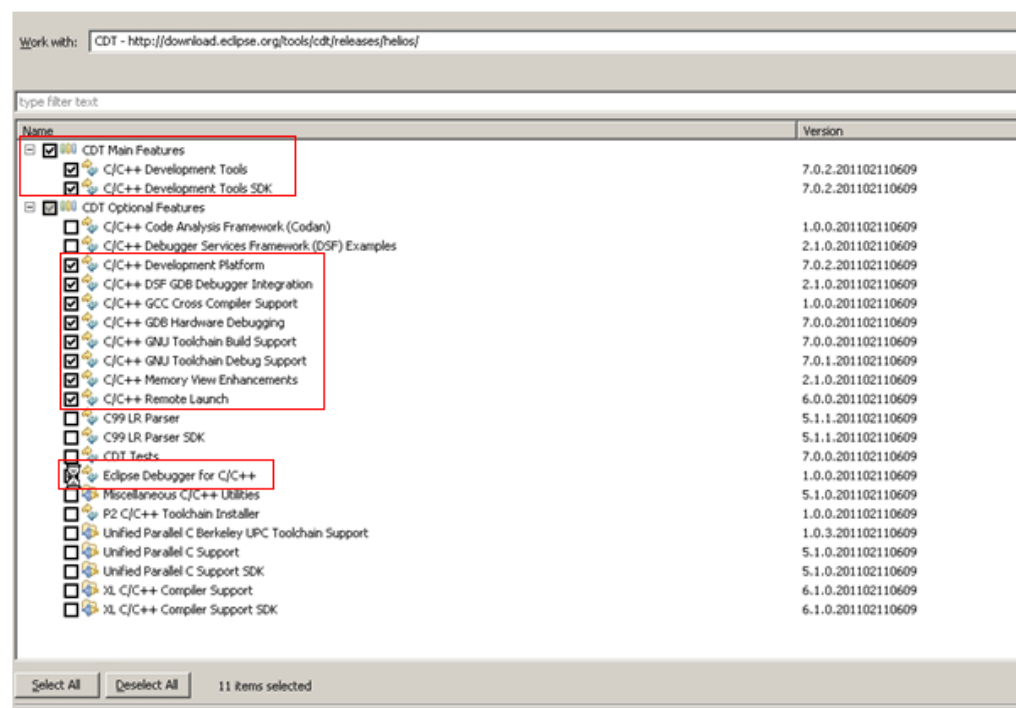 Work with: CDT - http://download.eclipse.org/tools/cdt/releases/helios/
type filter text
Name Version
CDT Main Features
C/C++ Development Tools 7.0.2.201102110609
C/C++ Development Tools SDK 7.0.2.201102110609
CDT Optional Features
C/C++ Code Analysis Framework (Codan) 1.0.0.201102110609
C/C++ Debugger Services Framework (DSF) Examples 2.1.0.201102110609
C/C++ Development Platform 7.0.2.201102110609
C/C++ DSF GDB Debugger Integration 2.1.0.201102110609
C/C++ GCC Cross Compiler Support 1.0.0.201102110609
C/C++ GDB Hardware Debugging 7.0.0.201102110609
C/C++ GNU Toolchain Build Support 7.0.0.201102110609
C/C++ GNU Toolchain Debug Support 7.0.1.201102110609
C/C++ Memory View Enhancements 2.1.0.201102110609
C/C++ Remote Launch 6.0.0.201102110609
C99 LR Parser 5.1.1.201102110609
C99 LR Parser SDK 5.1.1.201102110609
CDT Tests 7.0.0.201102110609
Eclipse Debugger for C/C++ 1.0.0.201102110609
Miscellaneous C/C++ Utilities 5.1.0.201102110609
P2 C/C++ Toolchain Installer 1.0.0.201102110609
Unified Parallel C Berkeley UPC Toolchain Support 1.0.3.201102110609
Unified Parallel C Support 5.1.0.201102110609
Unified Parallel C Support SDK 5.1.0.201102110609
XL C/C++ Compiler Support 6.1.0.201102110609
XL C/C++ Compiler Support SDK 6.1.0.201102110609
Select All Deselect All 11 items selected